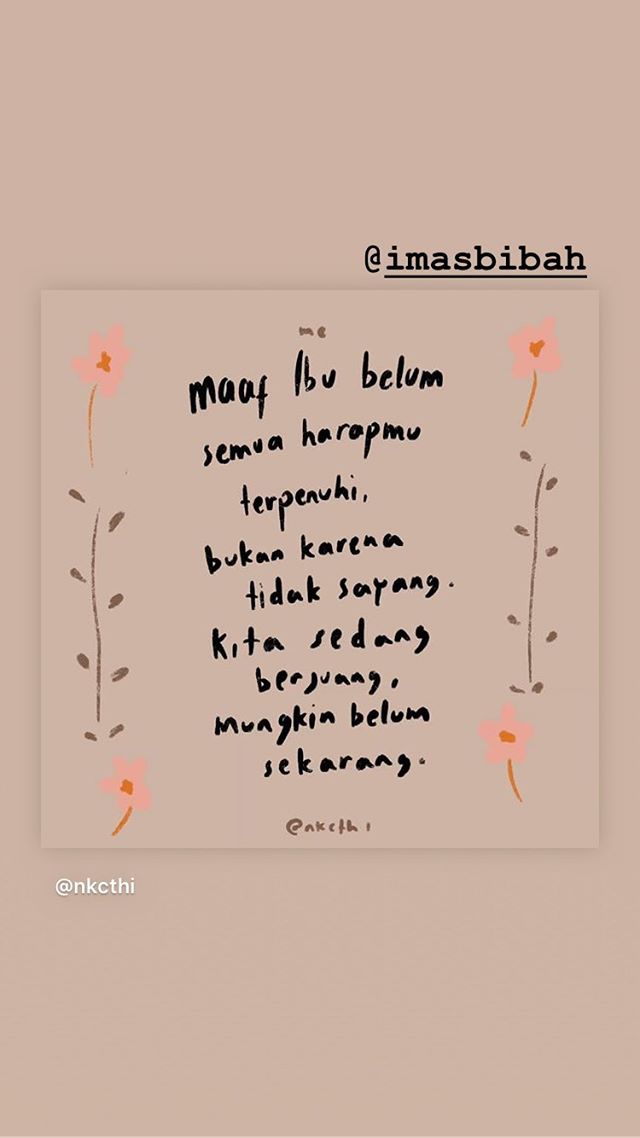 @imasbibah
mc
maaf Ibu belum
semua harapmu
terpenuhi,
bukan karena
tidak sayang.
Kita sedang
berjuang,
mungkin belum
sekarang.
@nkcthi
@nkcthi